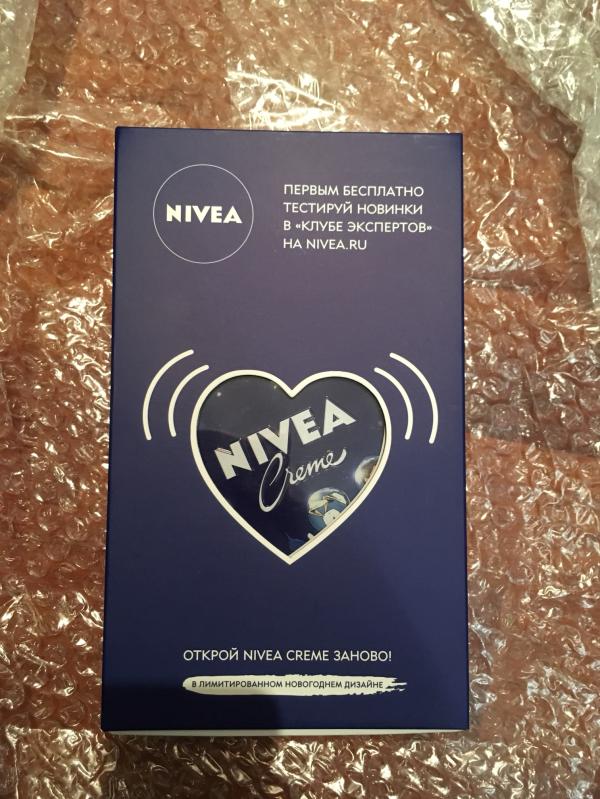 NIVEA
ПЕРВЫМ БЕСПЛАТНО
ТЕСТИРУЙ НОВИНКИ
В «КЛУБЕ ЭКСПЕРТОВ»
НА NIVEA.RU
NIVEA
Creme
ОТКРОЙ NIVEA CREME ЗАНОВО!
В ЛИМИТИРОВАННОМ НОВОГОДНЕМ ДИЗАЙНЕ